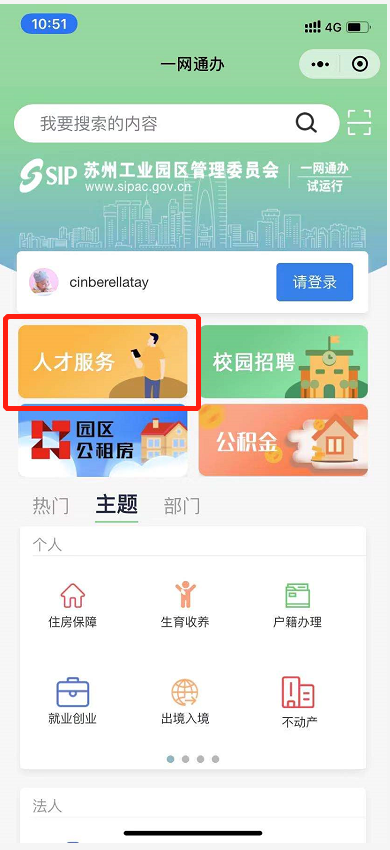 10:51
4G
一网通办
我要搜索的内容
SIP 苏州工业园区管理委员会
www.sipac.gov.cn
一网通办
试运行
cinberellatay
请登录
人才服务
校园招聘
园区
公租房
公积金
热门 主题 部门
个人
住房保障 生育收养 户籍办理
就业创业 出境入境 不动产
法人